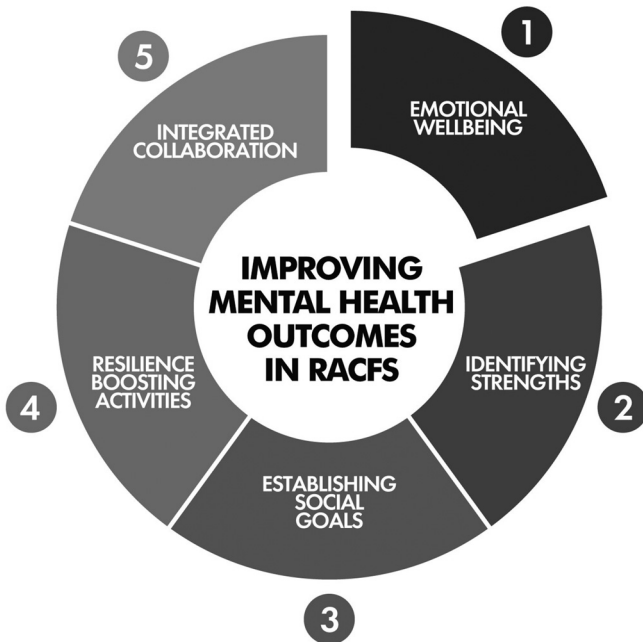 1
EMOTIONAL
WELLBEING
2
IDENTIFYING
STRENGTHS
3
ESTABLISHING
SOCIAL
GOALS
4
RESILIENCE
BOOSTING
ACTIVITIES
5
INTEGRATED
COLLABORATION
IMPROVING
MENTAL HEALTH
OUTCOMES
IN RACFS